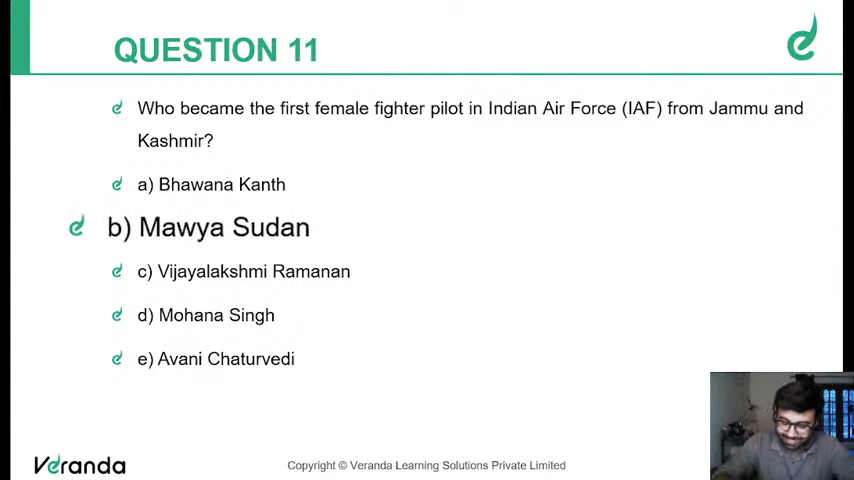 QUESTION 11
Who became the first female fighter pilot in Indian Air Force (IAF) from Jammu and
Kashmir?
a) Bhawana Kanth
b) Mawya Sudan
c) Vijayalakshmi Ramanan
d) Mohana Singh
e) Avani Chaturvedi
Veranda
Copyright © Veranda Learning Solutions Private Limited